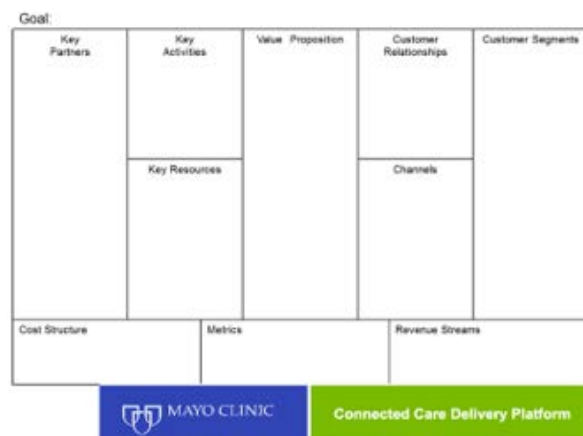 Goal:
Key
Partners
Key
Activities
Value Proposition
Customer
Relationships
Customer Segments
Key Resources
Channels
Cost Structure
Metrics
Revenue Streams
MAYO CLINIC
Connected Care Delivery Platform